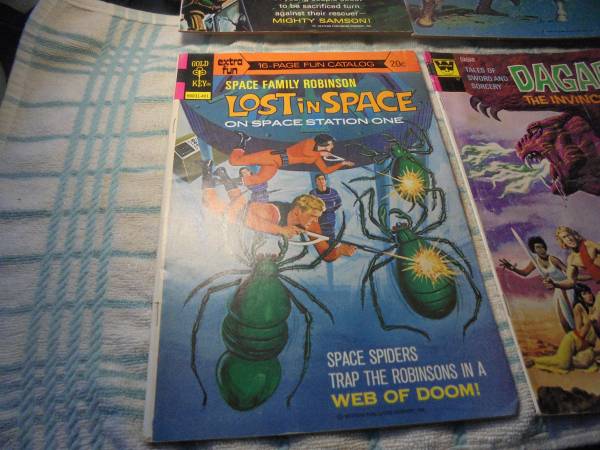 to be sacrificed turn
against their rescuer—
MIGHTY SAMSON!
GOLD KEY
extra fun
16-PAGE FUN CATALOG
20¢
SPACE FAMILY ROBINSON
LOST IN SPACE
ON SPACE STATION ONE
SPACE SPIDERS
TRAP THE ROBINSONS IN A
WEB OF DOOM!
TALES OF
SWORD AND
SORCERY
DAGA
THE INVINC